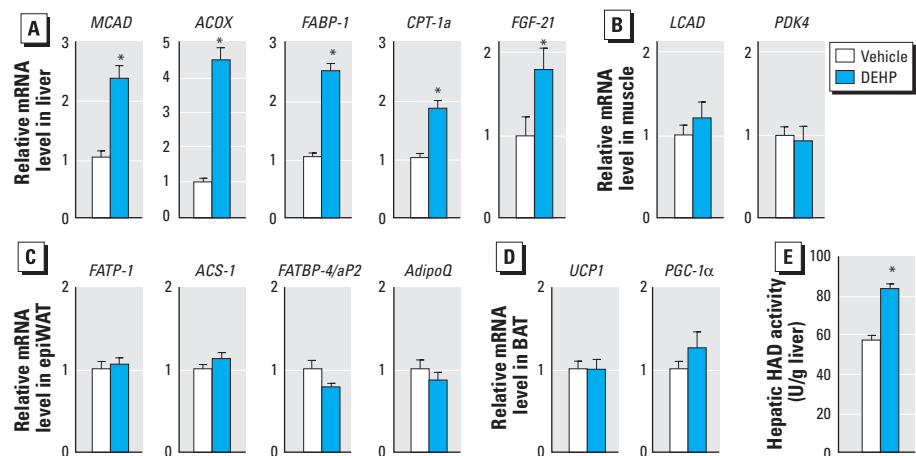 A
MCAD
ACOX
FABP-1
CPT-1a
FGF-21
Relative mRNA
level in liver
3
2
1
0
*
5
4
3
2
1
0
*
3
2
1
0
*
3
2
1
0
*
2
1
0
*
B
LCAD
PDK4
Relative mRNA
level in muscle
2
1
0
2
1
0
Vehicle
DEHP
C
FATP-1
ACS-1
FATBP-4/aP2
AdipoQ
Relative mRNA
level in epiWAT
2
1
0
2
1
0
2
1
0
2
1
0
D
UCP1
PGC-1α
Relative mRNA
level in BAT
2
1
0
2
1
0
E
Hepatic HAD activity
(U/g liver)
100
80
60
40
20
0
*